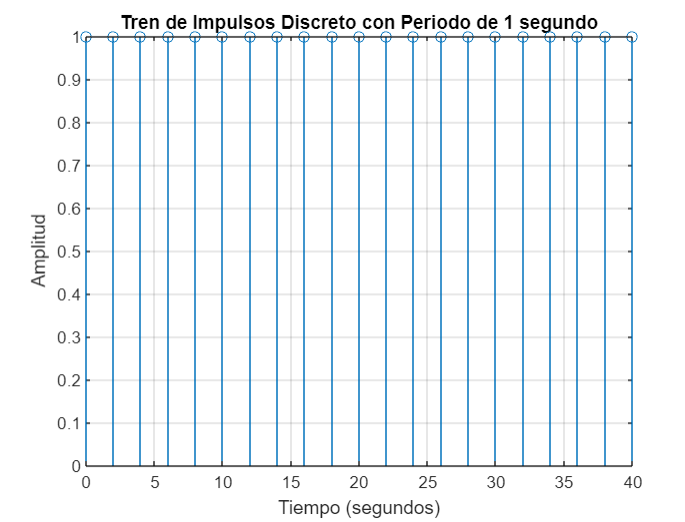 Tren de Impulsos Discreto con Periodo de 1 segundo
1
0.9
0.8
0.7
0.6
0.5
0.4
0.3
0.2
0.1
0
Amplitud
0 5 10 15 20 25 30 35 40
Tiempo (segundos)